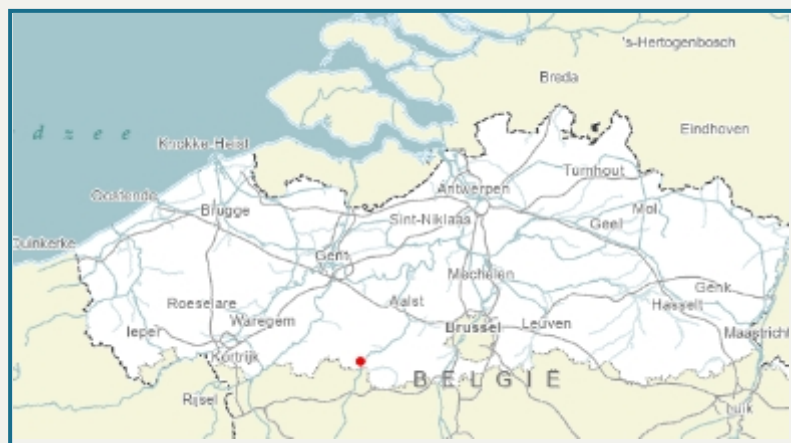 's-Hertogenbosch
Breda
Eindhoven
d z e e
Knokke-Heist
Turnhout
Antwerpen
Oostende
Brugge
Sint-Niklaas
Mol
Geel
Duinkerke
Gent
Mechelen
Genk
Roeselare
Aalst
Hasselt
Ieper
Waregem
Brussel
Leuven
Maastricht
Kortrijk
BELGIË
Rijsel
Luik